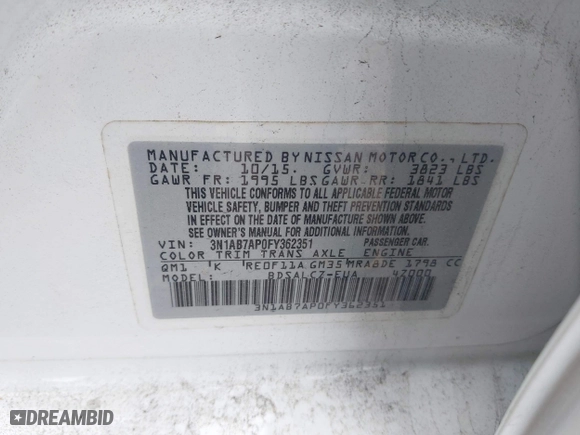 MANUFACTURED BY NISSAN MOTOR CO., LTD.
DATE: 10/15. GVWR: 3823 LBS
GAWR FR: 1995 LBS GAWR-RR: 1841 LBS
THIS VEHICLE CONFORMS TO ALL APPLICABLE FEDERAL MOTOR
VEHICLE SAFETY, BUMPER AND THEFT PREVENTION STANDARDS
IN EFFECT ON THE DATE OF MANUFACTURE SHOWN ABOVE.
SEE OWNER'S MANUAL FOR ADDITIONAL INFORMATION.
VIN: 3N1AB7AP0FY362351 PASSENGER CAR.
COLOR TRIM TRANS AXLE ENGINE
QM1 K RE0F11A GM35 MRA8DE 1798 CC
MODEL: BDSALCZ-EUA 47000
3N1AB7AP0FY362351
DREAMBID